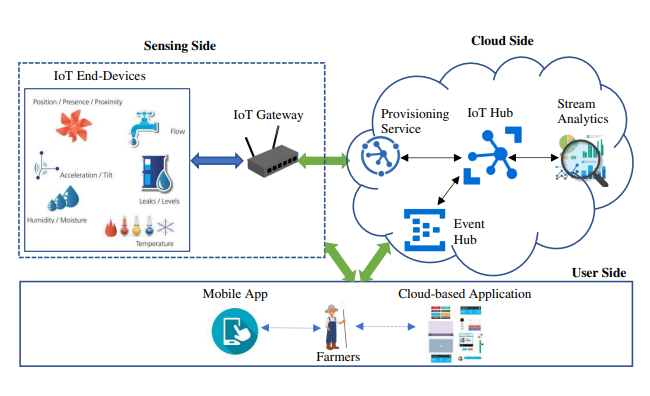 Sensing Side
Cloud Side
IoT End-Devices
Position / Presence / Proximity
Flow
Acceleration / Tilt
Leaks / Levels
Humidity / Moisture
Temperature
IoT Gateway
Provisioning
Service
IoT Hub
Stream
Analytics
Event
Hub
User Side
Mobile App
Farmers
Cloud-based Application